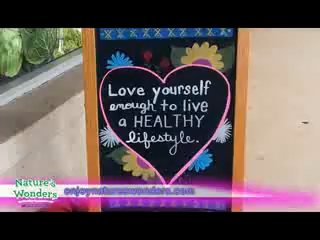 Love yourself
enough to live
a HEALTHY
lifestyle.
Nature's
Wonders
enjoynatureswonders.com